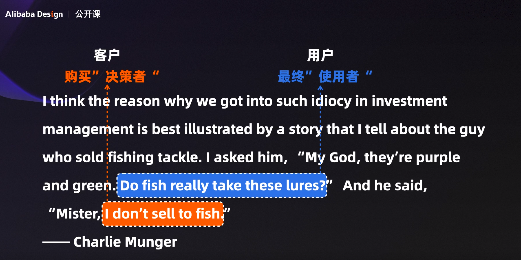 Alibaba Design | 公开课
客户 用户
购买”决策者“ 最终”使用者“
I think the reason why we got into such idiocy in investment
management is best illustrated by a story that I tell about the guy
who sold fishing tackle. I asked him, “My God, they’re purple
and green. Do fish really take these lures?” And he said,
“Mister, I don’t sell to fish.”
—— Charlie Munger